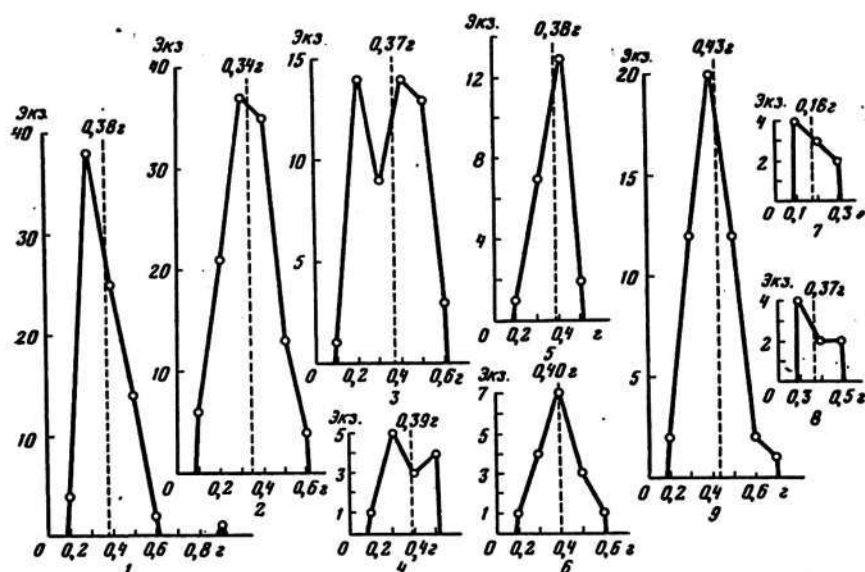 Экз.
40
0,38г
30
20
10
0 0,2 0,4 0,6 0,8 г
1
Экз.
40
0,34г
30
20
10
0 0,2 0,4 0,6 г
2
Экз. 0,37г
15
10
5
0 0,2 0,4 0,6г
3
Экз. 0,39г
5
3
1
0 0,2 0,4г
4
Экз. 0,38г
12
8
4
0 0,2 0,4 г
5
Экз. 0,40г
7
5
3
1
0 0,2 0,4 0,6 г
6
Экз. 0,43г
20
15
10
5
0 0,2 0,4 0,6 г
9
Экз. 0,16г
4
2
0 0,1 0,3 г
7
Экз. 0,37г
4
2
0 0,3 0,5 г
8